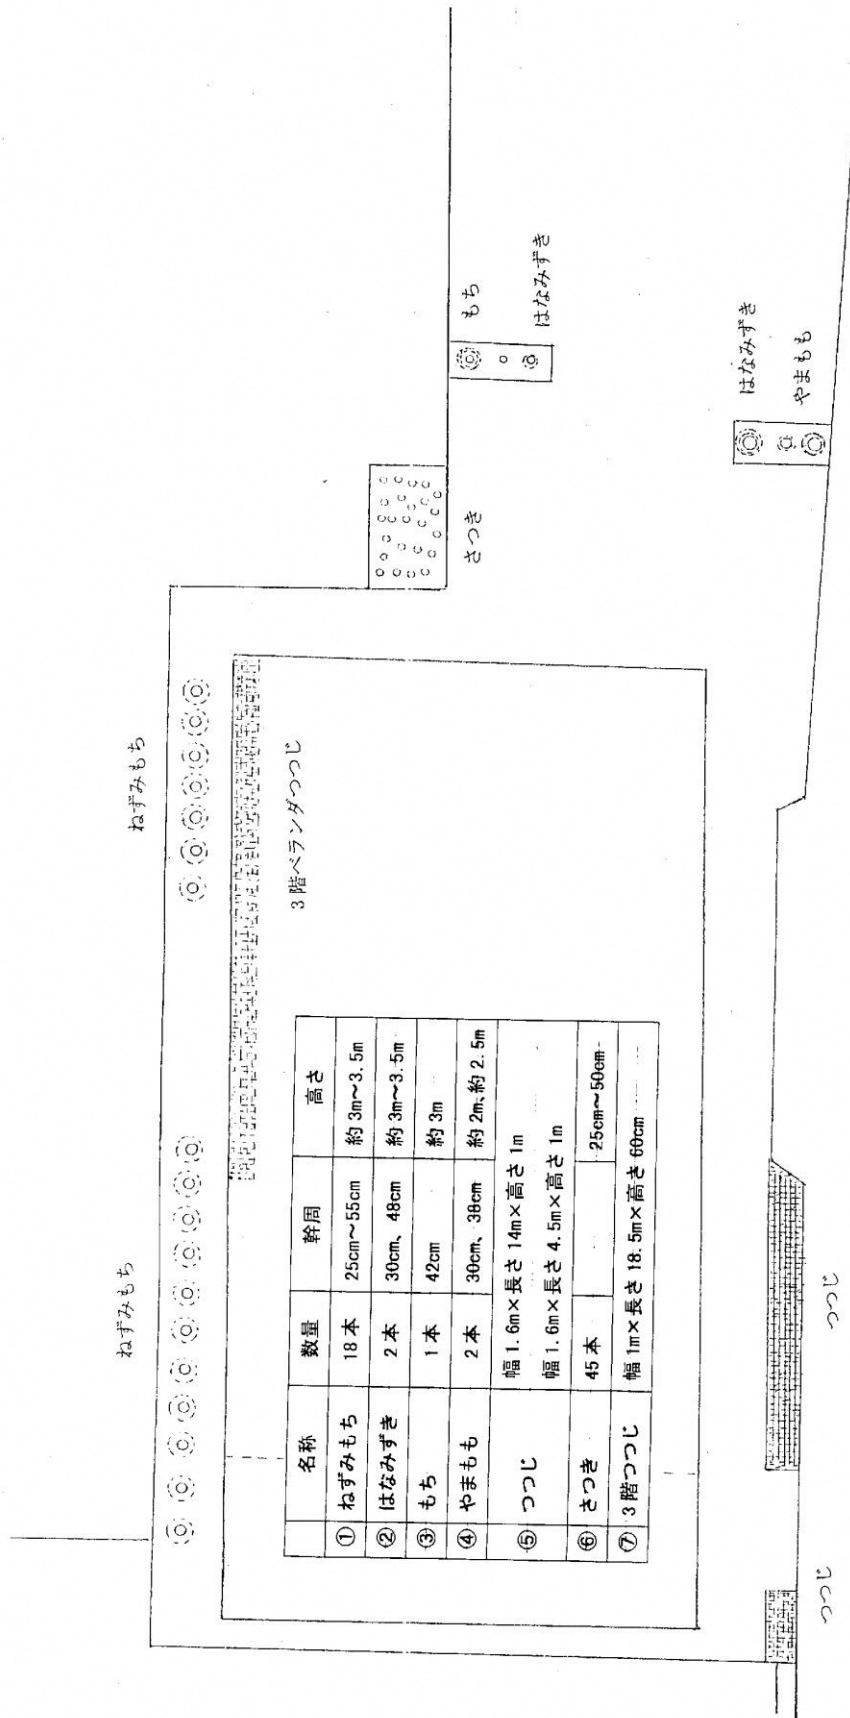 ねずみもち
ねずみもち
3階ベランダつつじ
さつき
もち
はなみずき
はなみずき
やまもも
つつじ
つつじ
名称 数量 幹周 高さ
① ねずみもち 18本 25cm～55cm 約3m～3.5m
② はなみずき 2本 30cm、48cm 約3m～3.5m
③ もち 1本 42cm 約3m
④ やまもも 2本 30cm、38cm 約2m、約2.5m
⑤ つつじ 幅1.6m×長さ14m×高さ1m
幅1.6m×長さ4.5m×高さ1m
⑥ さつき 45本 25cm～50cm
⑦ 3階つつじ 幅1m×長さ18.5m×高さ60cm